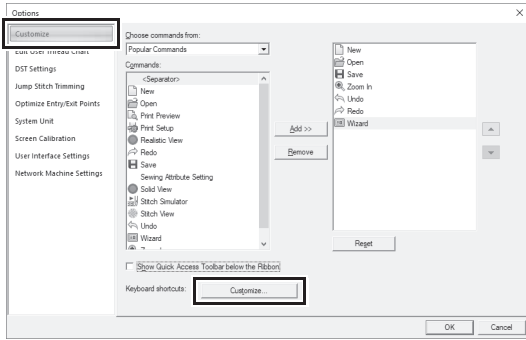 Options
Customize
Edit User Thread Chart
DST Settings
Jump Stitch Trimming
Optimize Entry/Exit Points
System Unit
Screen Calibration
User Interface Settings
Network Machine Settings
Choose commands from:
Popular Commands
Commands:
<Separator>
New
Open
Print Preview
Print Setup
Realistic View
Redo
Save
Sewing Attribute Setting
Solid View
Stitch Simulator
Stitch View
Undo
Wizard
Add >>
Remove
New
Open
Save
Zoom In
Undo
Redo
Wizard
Reset
Show Quick Access Toolbar below the Ribbon
Keyboard shortcuts:
Customize...
OK
Cancel